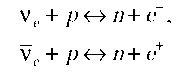 νₑ + p ↔ n + e⁻,
ν̄ₑ + p ↔ n + e⁺